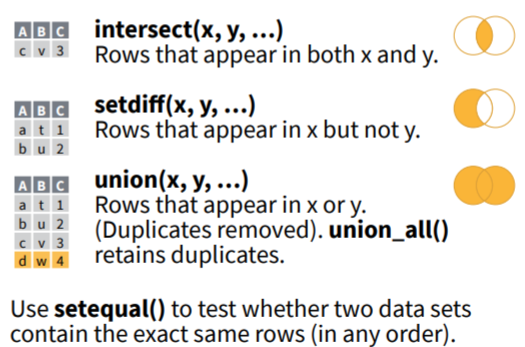 A B C
c v 3
intersect(x, y, …)
Rows that appear in both x and y.
A B C
a t 1
b u 2
setdiff(x, y, …)
Rows that appear in x but not y.
A B C
a t 1
b u 2
c v 3
d w 4
union(x, y, …)
Rows that appear in x or y.
(Duplicates removed). union_all()
retains duplicates.
Use setequal() to test whether two data sets
contain the exact same rows (in any order).